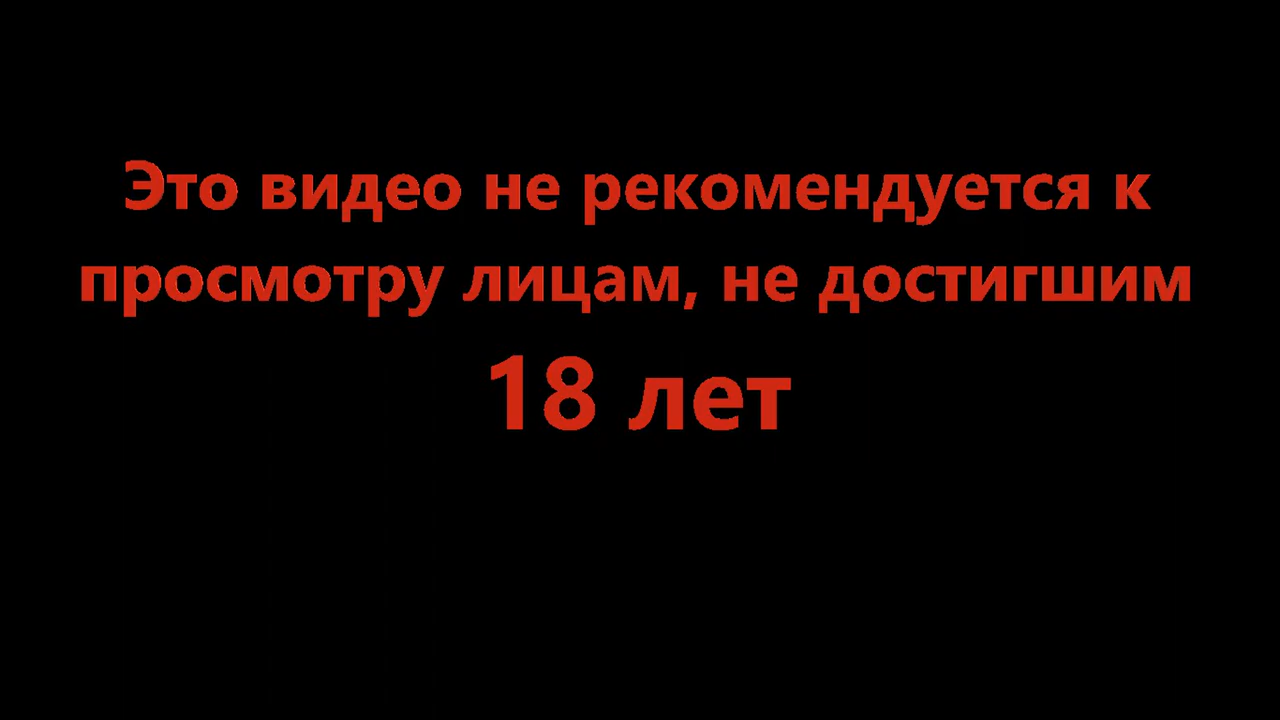 Это видео не рекомендуется к
просмотру лицам, не достигшим
18 лет